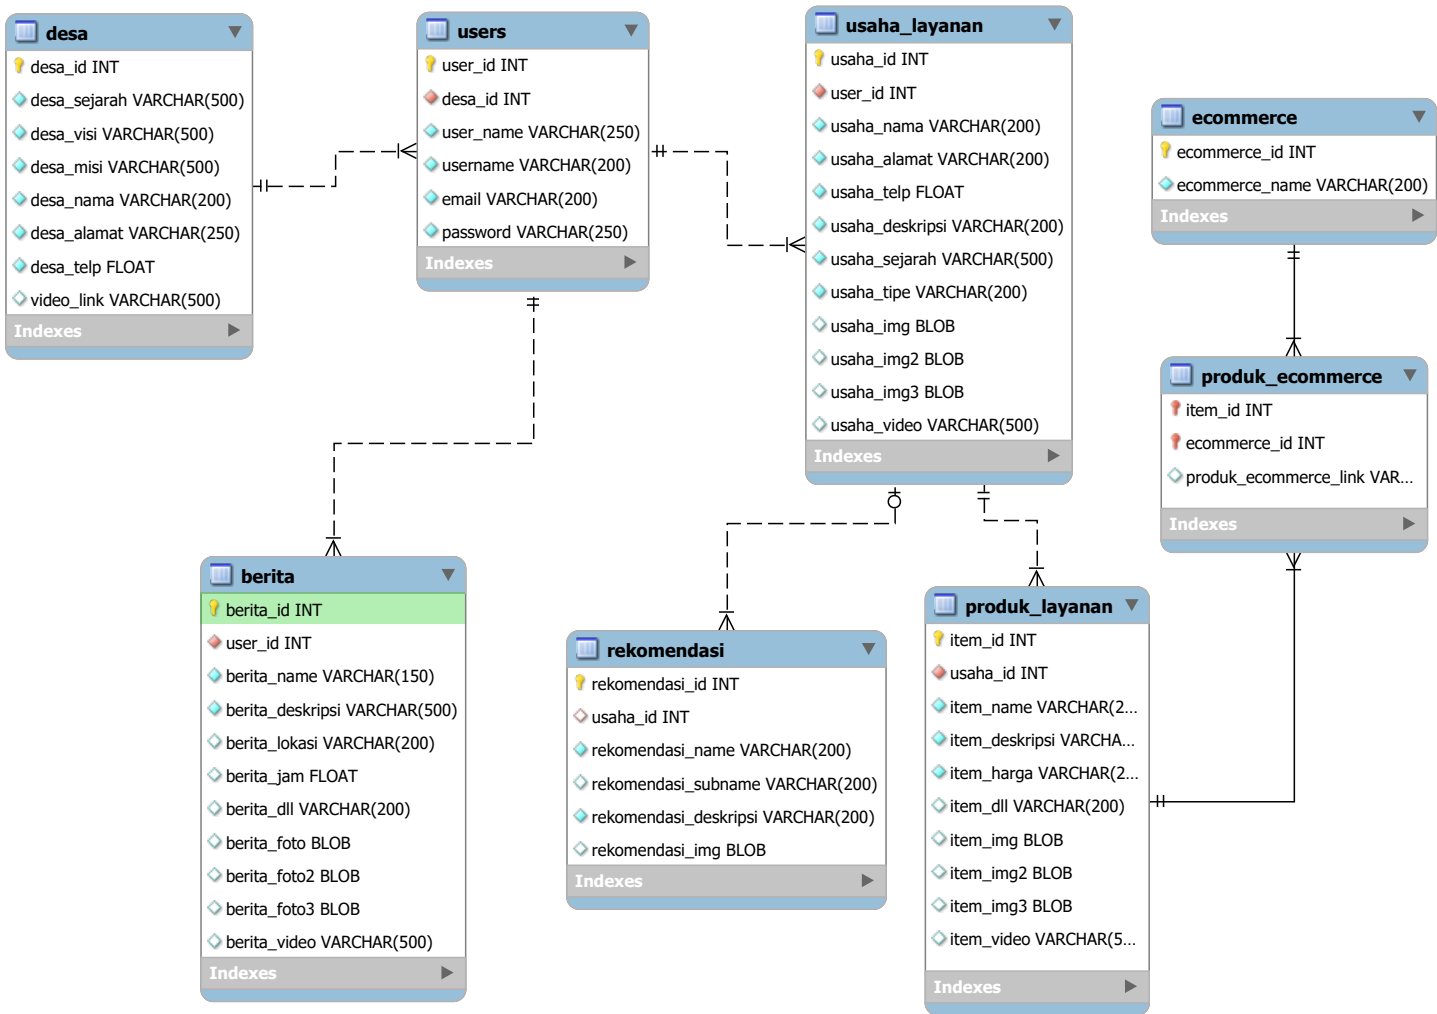 desa
desa_id INT
desa_sejarah VARCHAR(500)
desa_visi VARCHAR(500)
desa_misi VARCHAR(500)
desa_nama VARCHAR(200)
desa_alamat VARCHAR(250)
desa_telp FLOAT
video_link VARCHAR(500)
Indexes
users
user_id INT
desa_id INT
user_name VARCHAR(250)
username VARCHAR(200)
email VARCHAR(200)
password VARCHAR(250)
Indexes
usaha_layanan
usaha_id INT
user_id INT
usaha_nama VARCHAR(200)
usaha_alamat VARCHAR(200)
usaha_telp FLOAT
usaha_deskripsi VARCHAR(200)
usaha_sejarah VARCHAR(500)
usaha_tipe VARCHAR(200)
usaha_img BLOB
usaha_img2 BLOB
usaha_img3 BLOB
usaha_video VARCHAR(500)
Indexes
ecommerce
ecommerce_id INT
ecommerce_name VARCHAR(200)
Indexes
produk_ecommerce
item_id INT
ecommerce_id INT
produk_ecommerce_link VAR...
Indexes
berita
berita_id INT
user_id INT
berita_name VARCHAR(150)
berita_deskripsi VARCHAR(500)
berita_lokasi VARCHAR(200)
berita_jam FLOAT
berita_dll VARCHAR(200)
berita_foto BLOB
berita_foto2 BLOB
berita_foto3 BLOB
berita_video VARCHAR(500)
Indexes
rekomendasi
rekomendasi_id INT
usaha_id INT
rekomendasi_name VARCHAR(200)
rekomendasi_subname VARCHAR(200)
rekomendasi_deskripsi VARCHAR(200)
rekomendasi_img BLOB
Indexes
produk_layanan
item_id INT
usaha_id INT
item_name VARCHAR(2...
item_deskripsi VARCHA...
item_harga VARCHAR(2...
item_dll VARCHAR(200)
item_img BLOB
item_img2 BLOB
item_img3 BLOB
item_video VARCHAR(5...
Indexes